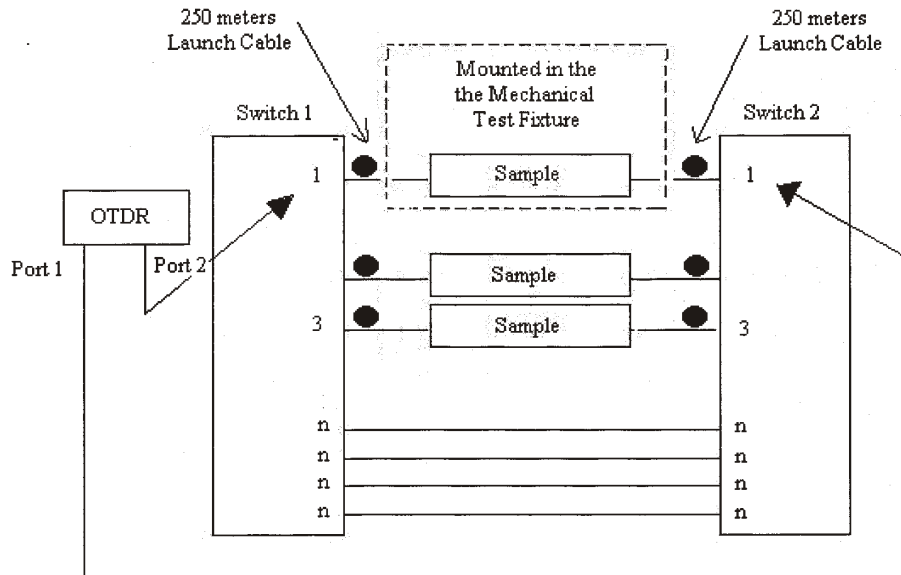 250 meters
Launch Cable
250 meters
Launch Cable
Mounted in the
the Mechanical
Test Fixture
Switch 1
Switch 2
1
Sample
1
OTDR
Port 1
Port 2
Sample
3
Sample
3
n
n
n
n
n
n
n
n